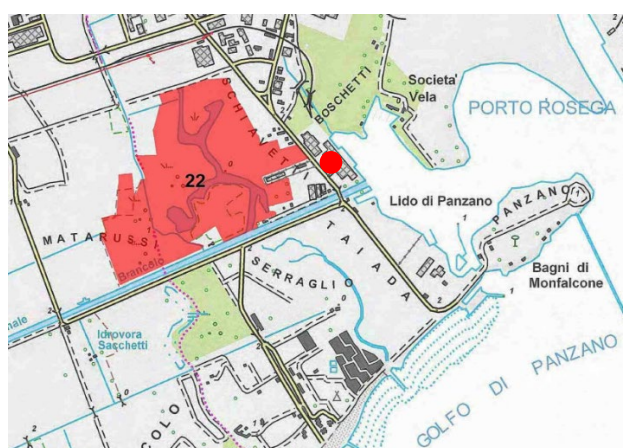 SCHIAVET
BOSCHETTI
Societa'
Vela
PORTO ROSEGA
22
Lido di Panzano
PANZANO
MATARUSSI
TAIADA
SERRAGLIO
Brancolo
Bagni di
Monfalcone
Idrovora
Sacchetti
GOLFO DI PANZANO